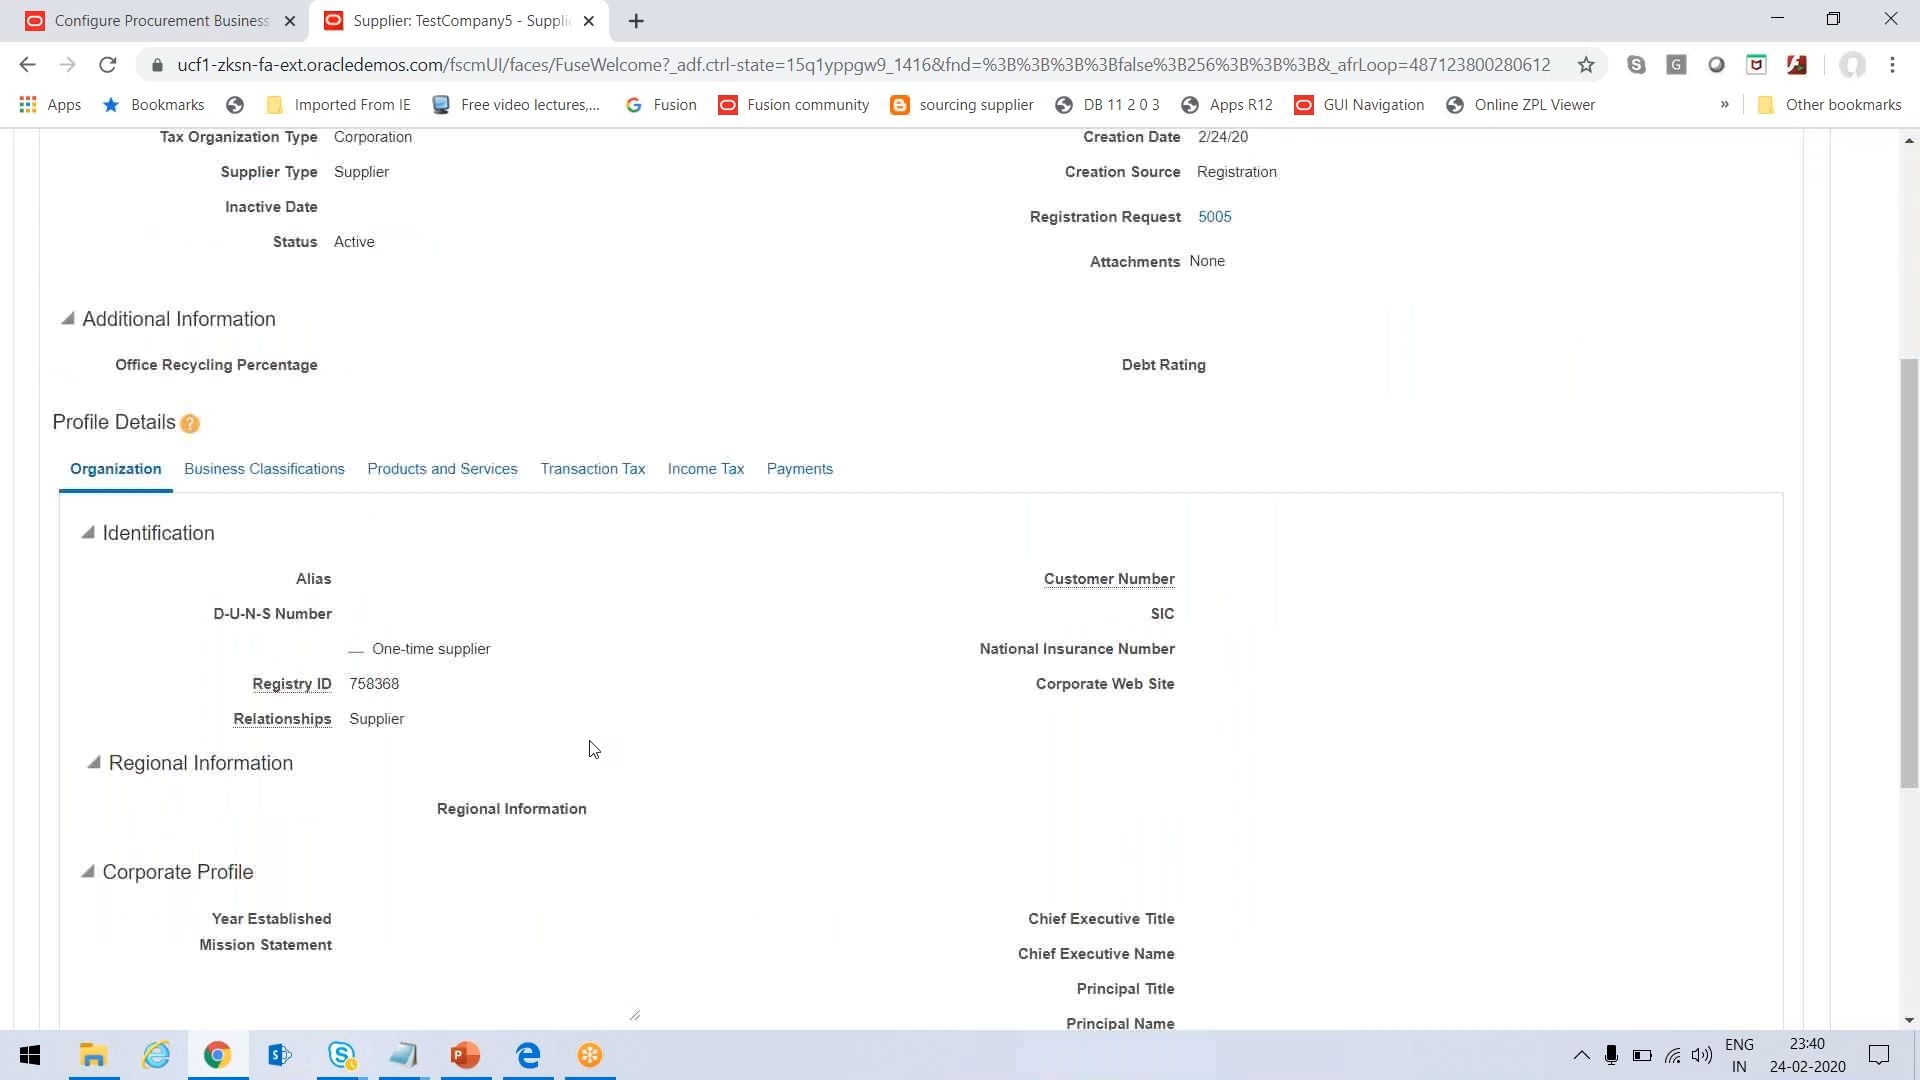 Configure Procurement Business
Supplier: TestCompany5 - Suppli
ucf1-zksn-fa-ext.oracledemos.com/fscmUI/faces/FuseWelcome?_adf.ctrl-state=15q1yppgw9_1416&fnd=%3B%3B%3B%3Bfalse%3B256%3B%3B%3B&_afrLoop=487123800280612
Apps Bookmarks Imported From IE Free video lectures,... Fusion Fusion community sourcing supplier DB 11 2 0 3 Apps R12 GUI Navigation Online ZPL Viewer » Other bookmarks
Tax Organization Type Corporation
Supplier Type Supplier
Inactive Date
Status Active
Creation Date 2/24/20
Creation Source Registration
Registration Request 5005
Attachments None
Additional Information
Office Recycling Percentage
Debt Rating
Profile Details ?
Organization Business Classifications Products and Services Transaction Tax Income Tax Payments
Identification
Alias
D-U-N-S Number
One-time supplier
Registry ID 758368
Relationships Supplier
Customer Number
SIC
National Insurance Number
Corporate Web Site
Regional Information
Regional Information
Corporate Profile
Year Established
Mission Statement
Chief Executive Title
Chief Executive Name
Principal Title
Principal Name
ENG
IN
23:40
24-02-2020